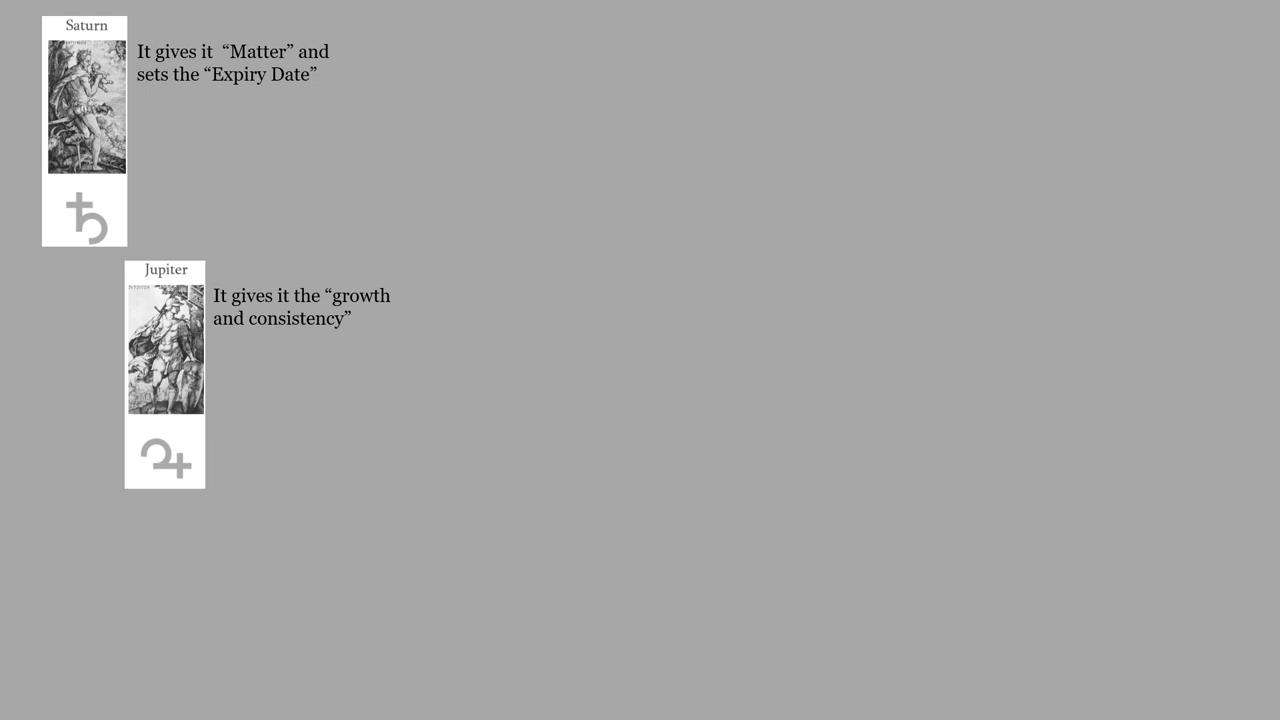 Saturn
It gives it  “Matter” and
sets the “Expiry Date”
Jupiter
It gives it the “growth
and consistency”